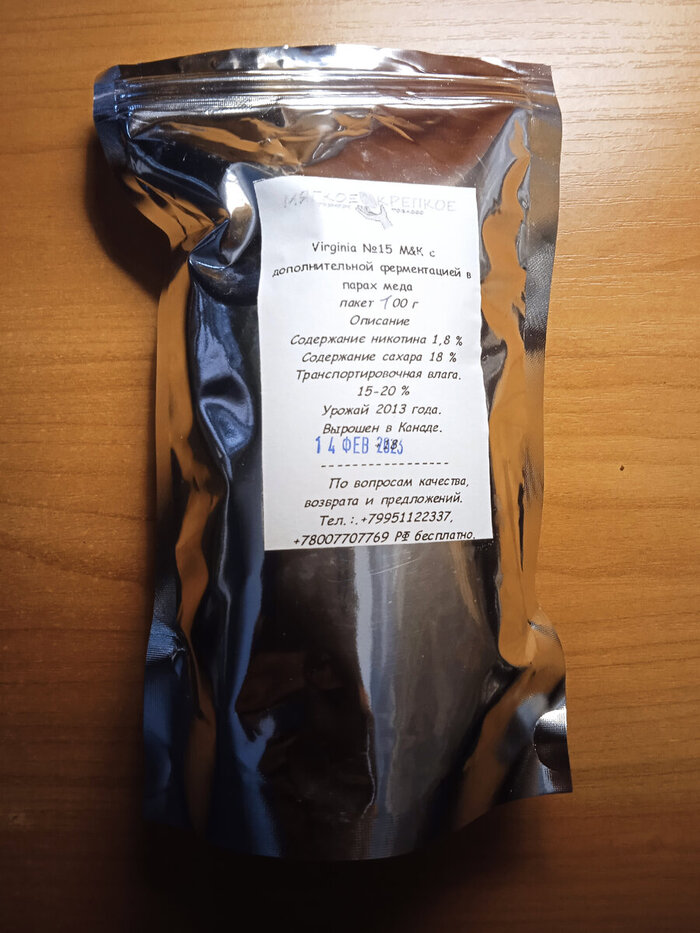 МЯГКОЕ КРЕПКОЕ
Virginia №15 М&К с
дополнительной ферментацией в
парах меда
пакет 100 г
Описание
Содержание никотина 1,8 %
Содержание сахара 18 %
Транспортировочная влага.
15-20 %
Урожай 2013 года.
Вырошен в Канаде.
14 ФЕВ
--------------------
По вопросам качества,
возврата и предложений.
Тел.:.+79951122337,
+78007707769 РФ бесплатно.